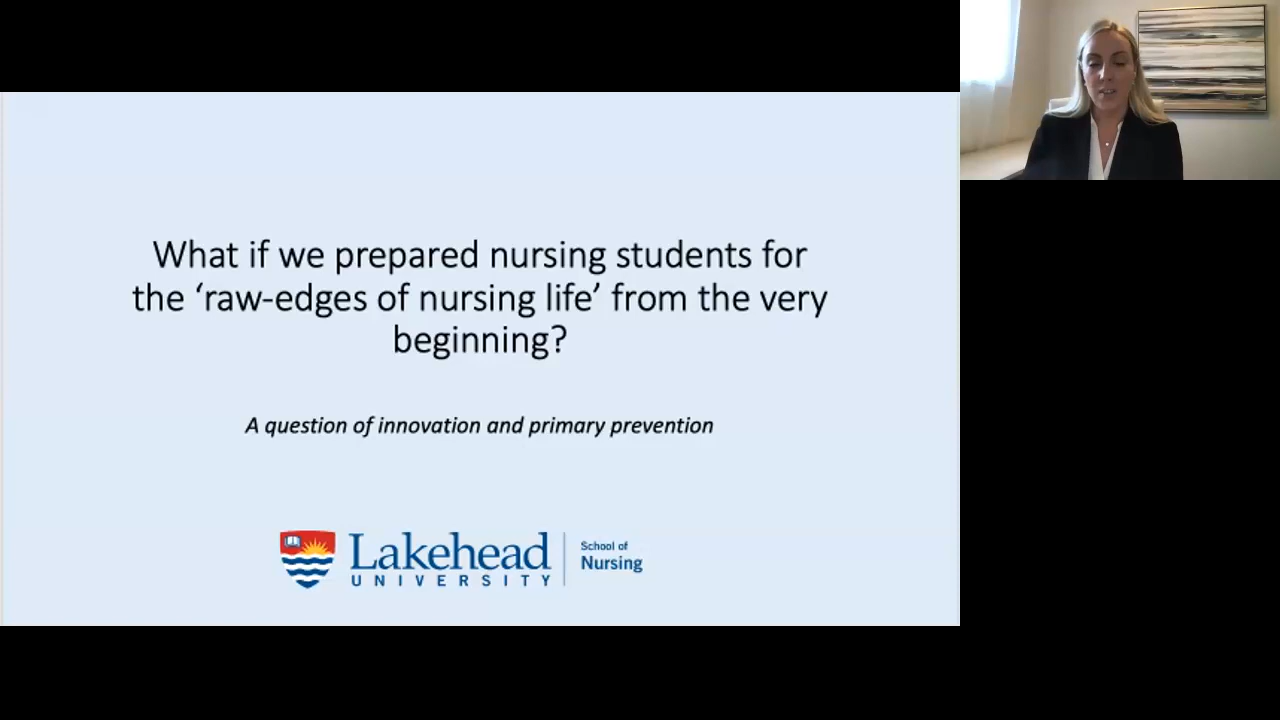 What if we prepared nursing students for
the ‘raw-edges of nursing life’ from the very
beginning?
A question of innovation and primary prevention
Lakehead
UNIVERSITY
School of
Nursing